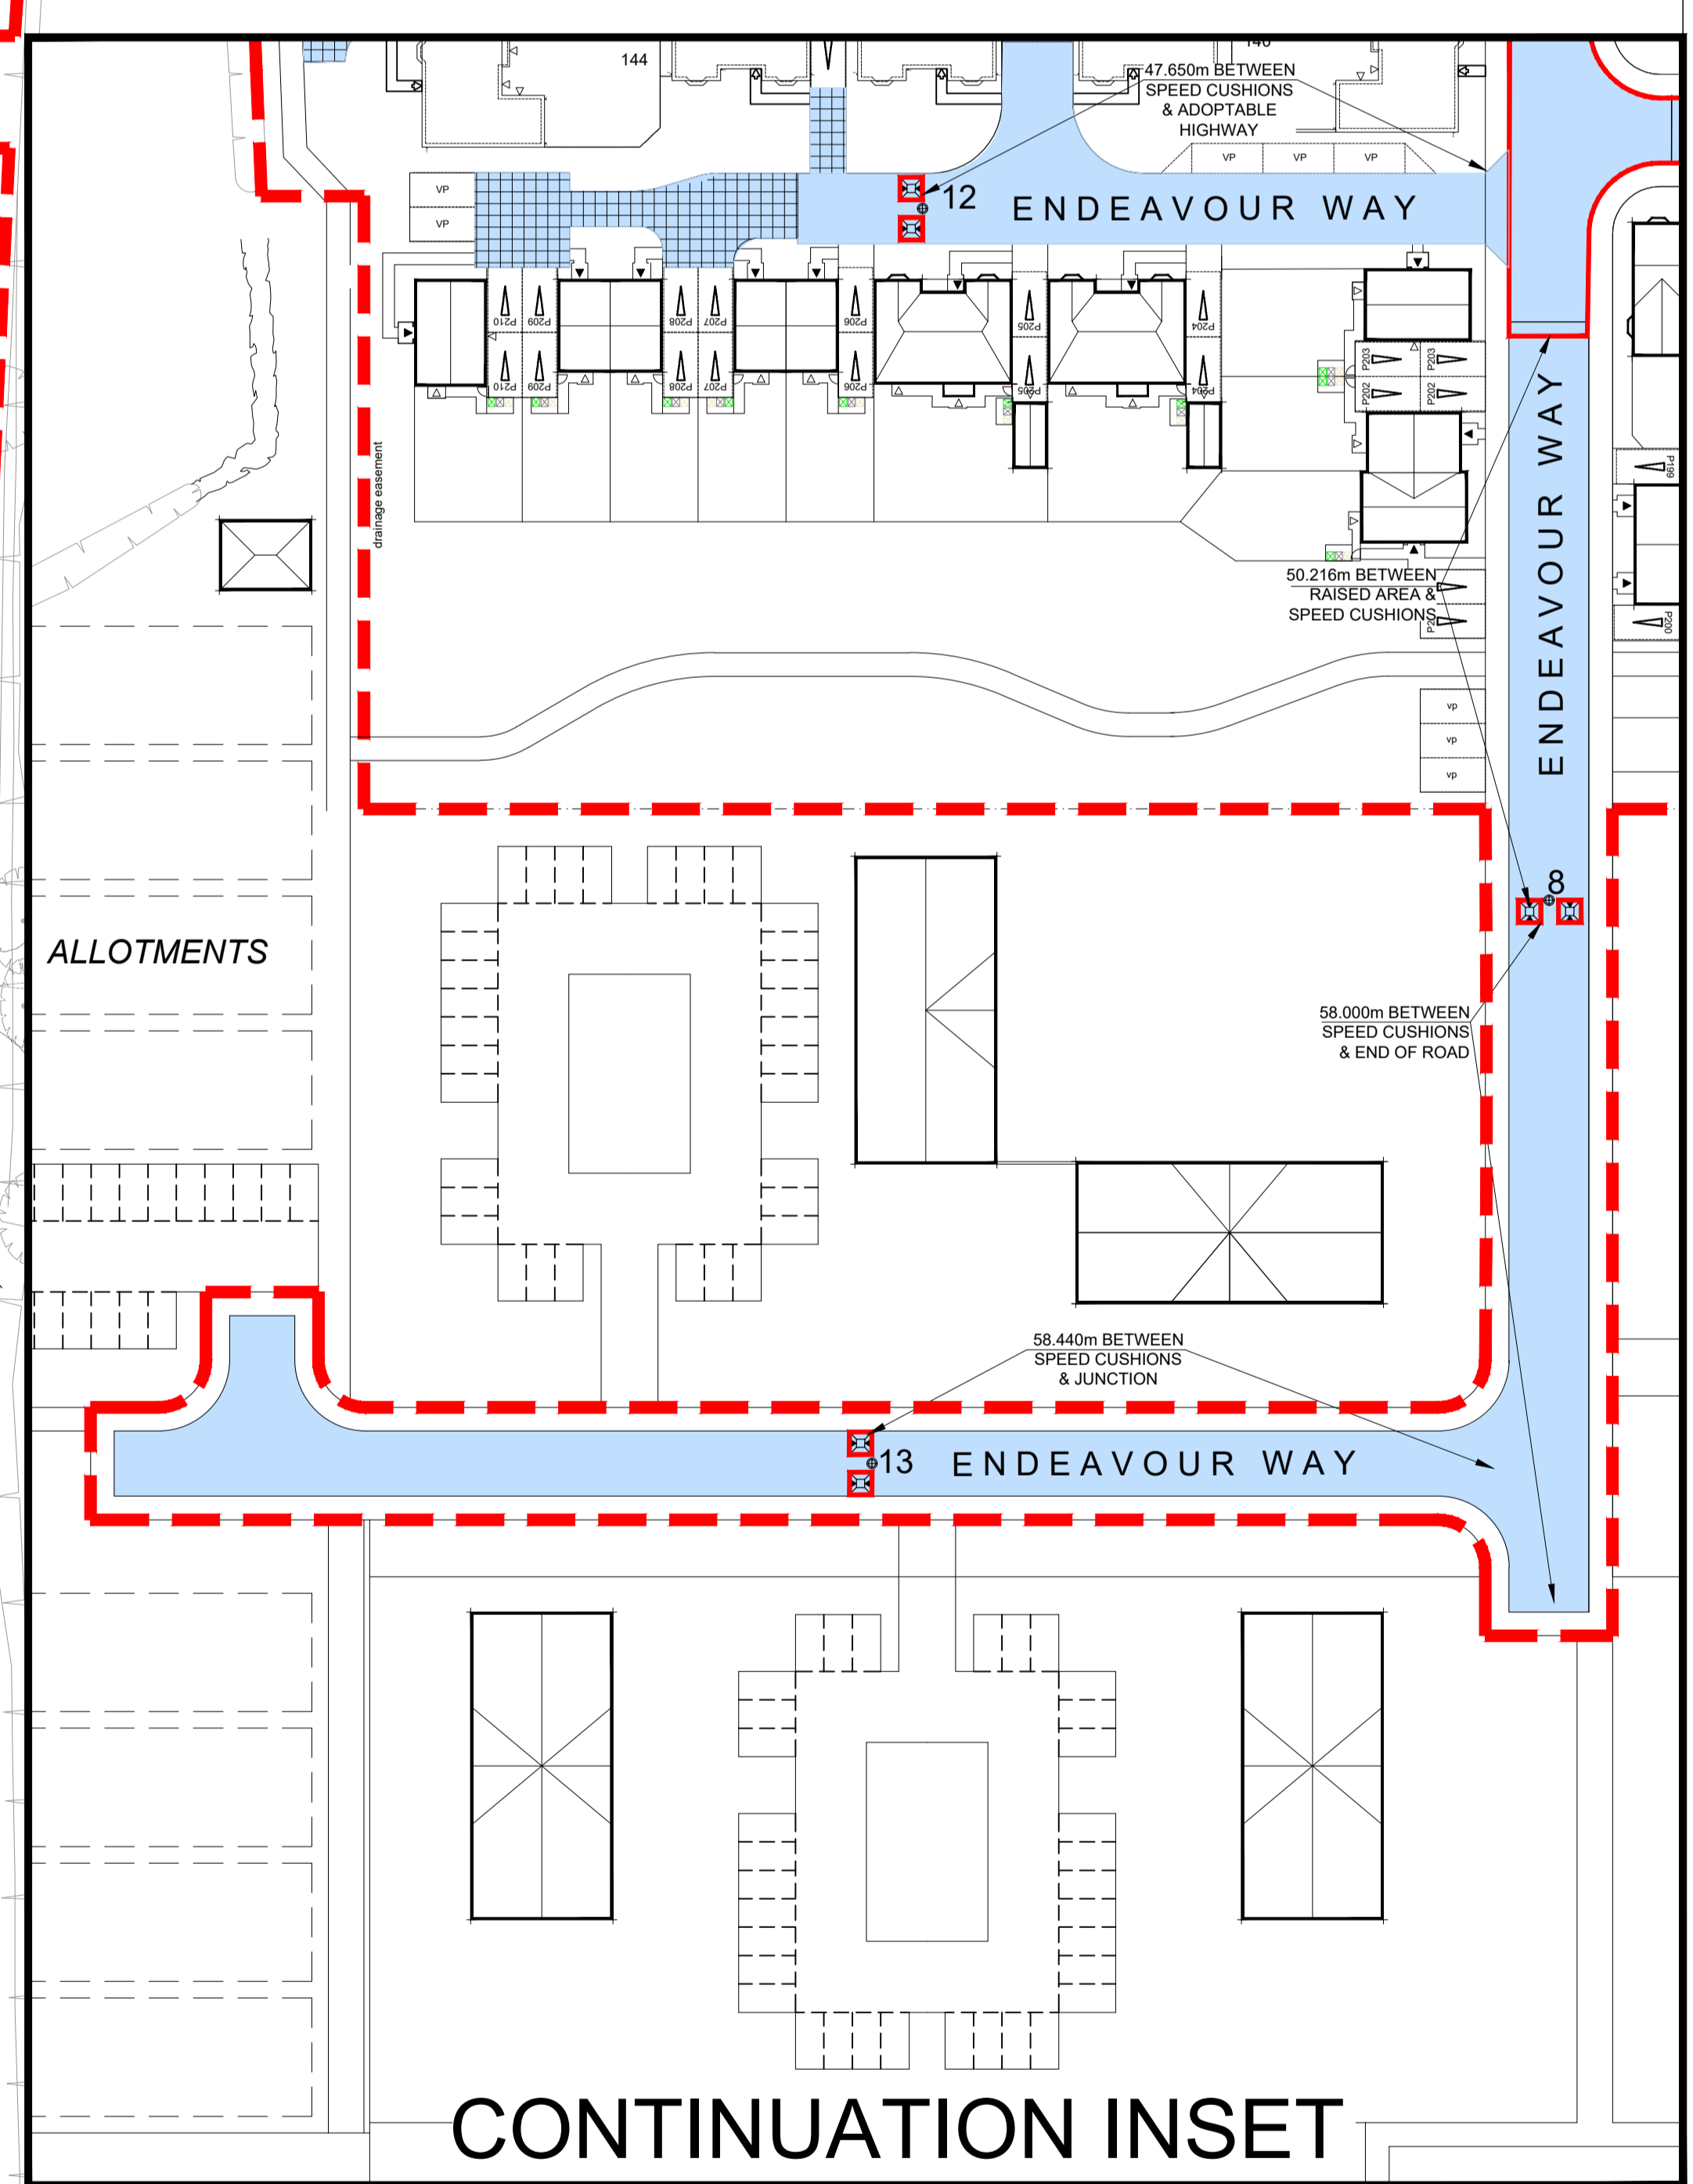 144
47.650m BETWEEN
SPEED CUSHIONS
& ADOPTABLE
HIGHWAY
VP
VP
VP
VP
VP
12
ENDEAVOUR WAY
P210
P209
P208
P207
P206
P205
P204
P210
P209
P208
P207
P206
P205
P204
P203
P203
P202
P202
ENDEAVOUR WAY
P199
P200
drainage easement
50.216m BETWEEN
RAISED AREA &
SPEED CUSHIONS
vp
vp
vp
8
ALLOTMENTS
58.000m BETWEEN
SPEED CUSHIONS
& END OF ROAD
58.440m BETWEEN
SPEED CUSHIONS
& JUNCTION
13
ENDEAVOUR WAY
CONTINUATION INSET